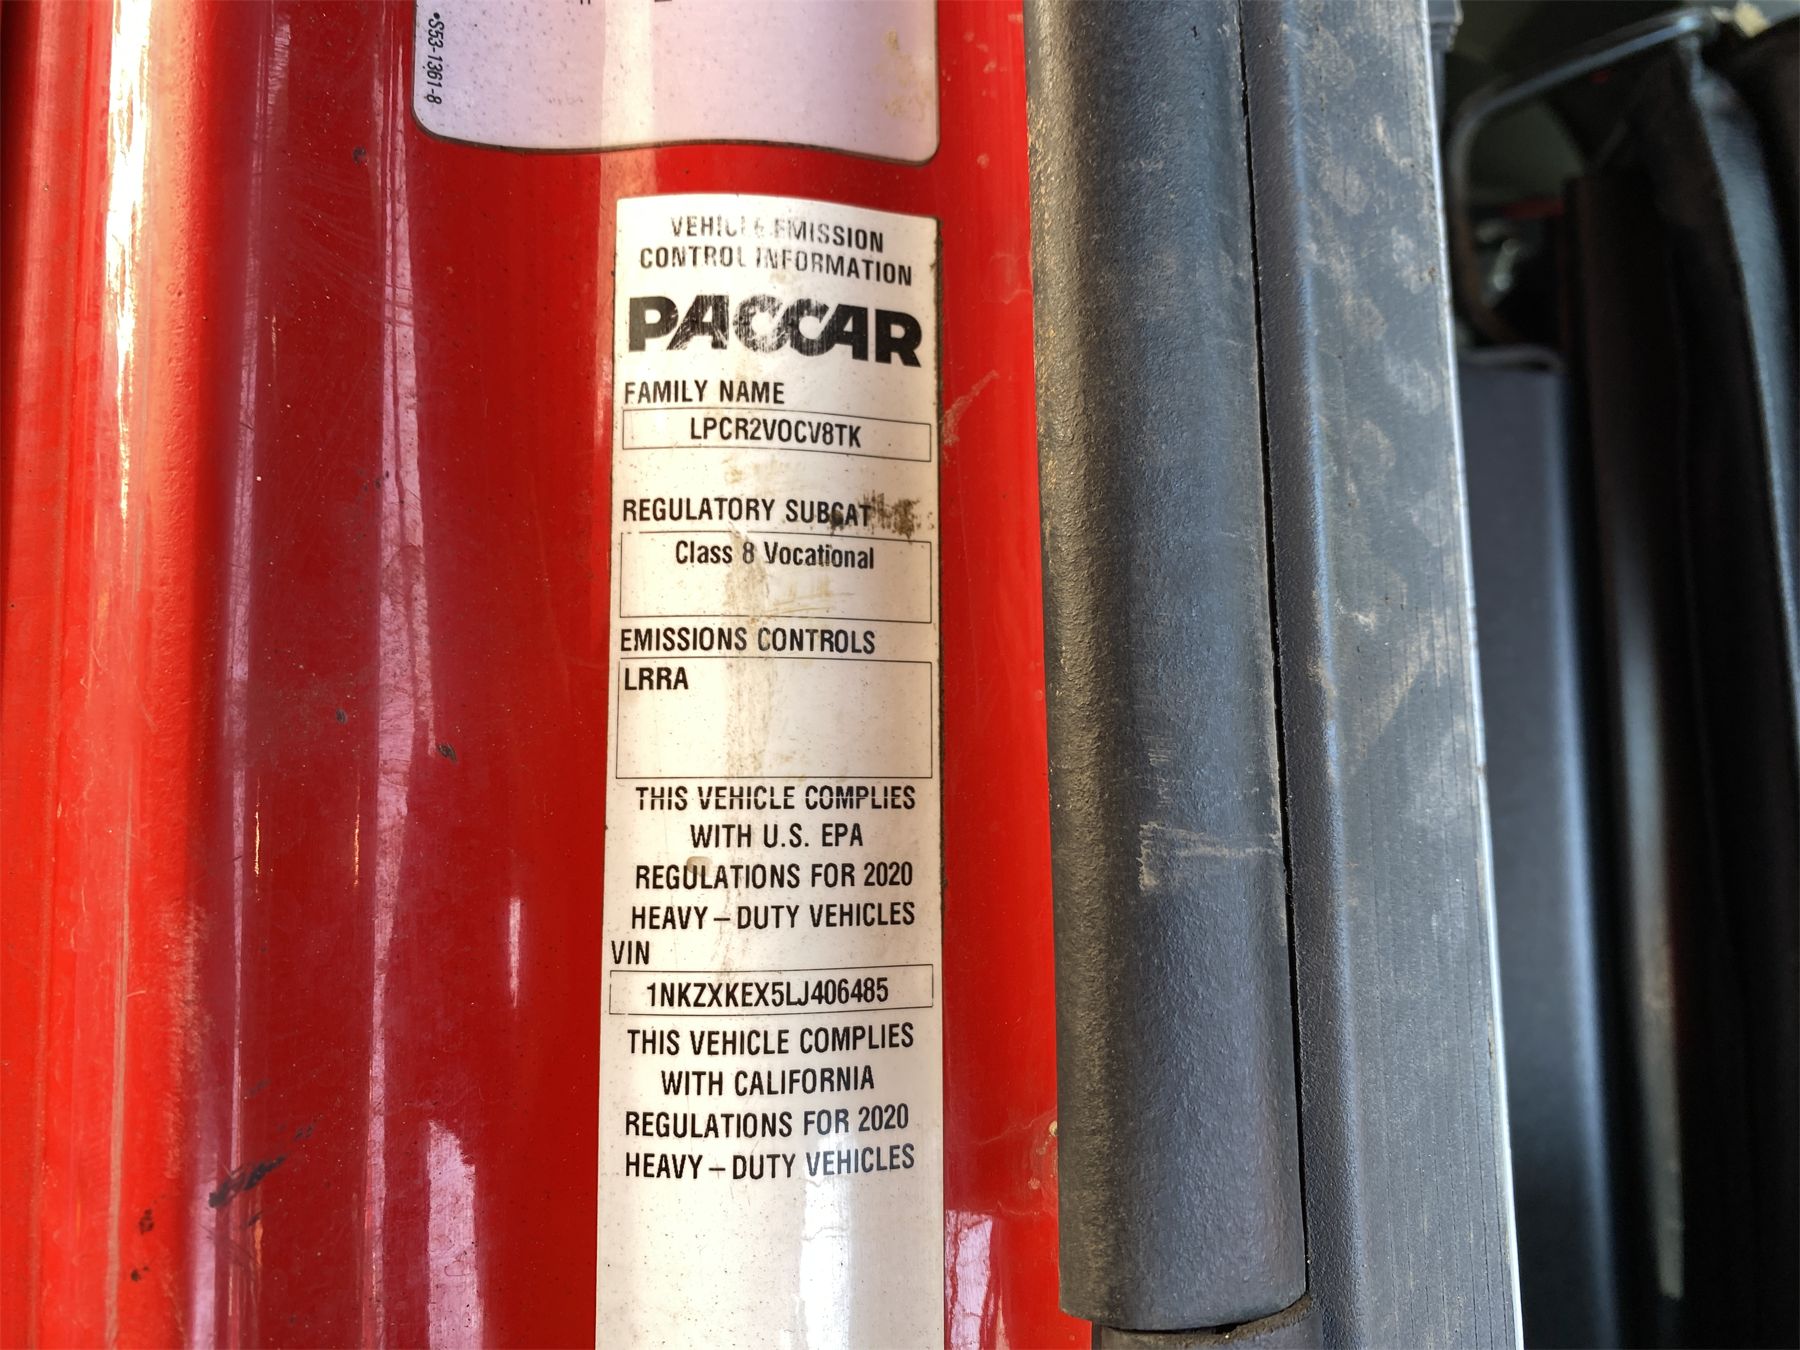 •S53-1361-8
VEHICLE EMISSION
CONTROL INFORMATION
PACCAR
FAMILY NAME
LPCR2VOCV8TK
REGULATORY SUBCAT
Class 8 Vocational
EMISSIONS CONTROLS
LRRA
THIS VEHICLE COMPLIES
WITH U.S. EPA
REGULATIONS FOR 2020
HEAVY–DUTY VEHICLES
VIN
1NKZXKEX5LJ406485
THIS VEHICLE COMPLIES
WITH CALIFORNIA
REGULATIONS FOR 2020
HEAVY–DUTY VEHICLES